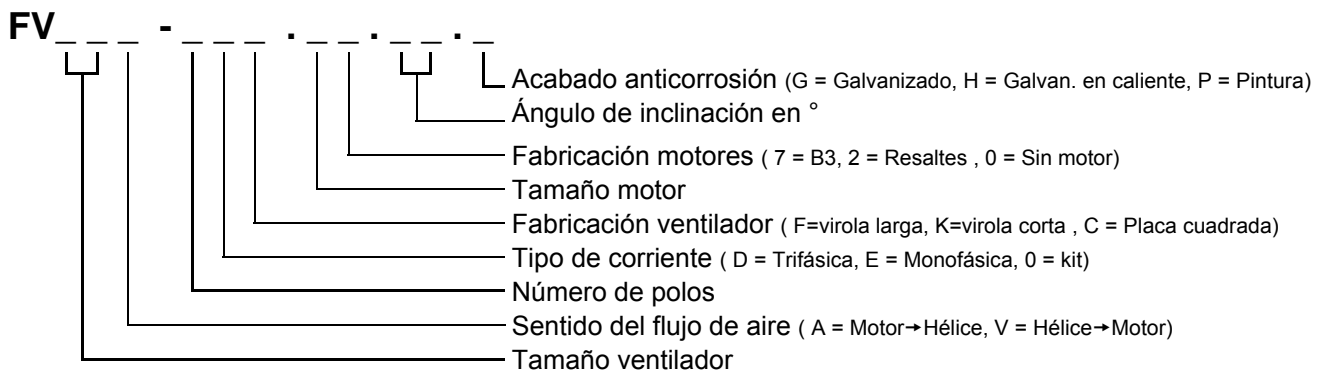 FV_ _ _ - _ _ _ . _ _ . _ _ . _
Acabado anticorrosión (G = Galvanizado, H = Galvan. en caliente, P = Pintura)
Ángulo de inclinación en °
Fabricación motores ( 7 = B3, 2 = Resaltes , 0 = Sin motor)
Tamaño motor
Fabricación ventilador ( F=virola larga, K=virola corta , C = Placa cuadrada)
Tipo de corriente ( D = Trifásica, E = Monofásica, 0 = kit)
Número de polos
Sentido del flujo de aire ( A = Motor→Hélice, V = Hélice→Motor)
Tamaño ventilador